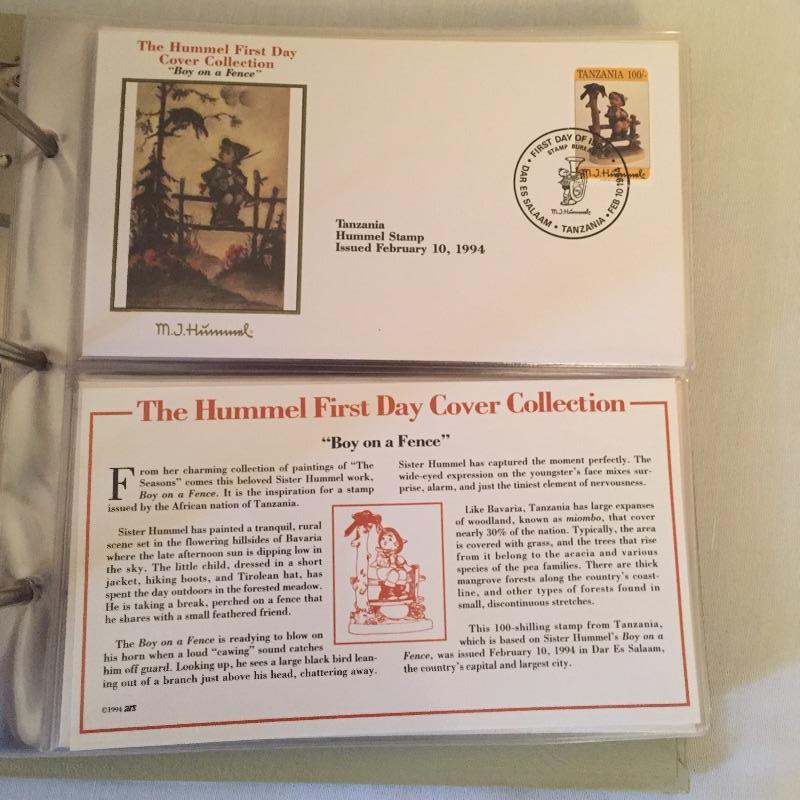 The Hummel First Day
Cover Collection
"Boy on a Fence"
M.J.Hummel®
Tanzania
Hummel Stamp
Issued February 10, 1994
TANZANIA 100/-
M.J.Hummel
FIRST DAY OF ISSUE
STAMP BUREAU
M.J.Hummel
DAR ES SALAAM • TANZANIA • FEB 10 1994
The Hummel First Day Cover Collection
"Boy on a Fence"
From her charming collection of paintings of "The
Seasons" comes this beloved Sister Hummel work,
Boy on a Fence. It is the inspiration for a stamp
issued by the African nation of Tanzania.
Sister Hummel has painted a tranquil, rural
scene set in the flowering hillsides of Bavaria
where the late afternoon sun is dipping low in
the sky. The little child, dressed in a short
jacket, hiking boots, and Tirolean hat, has
spent the day outdoors in the forested meadow.
He is taking a break, perched on a fence that
he shares with a small feathered friend.
The Boy on a Fence is readying to blow on
his horn when a loud "cawing" sound catches
him off guard. Looking up, he sees a large black bird lean-
ing out of a branch just above his head, chattering away.
©1994 ars
Sister Hummel has captured the moment perfectly. The
wide-eyed expression on the youngster's face mixes sur-
prise, alarm, and just the tiniest element of nervousness.
Like Bavaria, Tanzania has large expanses
of woodland, known as miombo, that cover
nearly 30% of the nation. Typically, the area
is covered with grass, and the trees that rise
from it belong to the acacia and various
species of the pea families. There are thick
mangrove forests along the country's coast-
line, and other types of forests found in
small, discontinuous stretches.
This 100-shilling stamp from Tanzania,
which is based on Sister Hummel's Boy on a
Fence, was issued February 10, 1994 in Dar Es Salaam,
the country's capital and largest city.